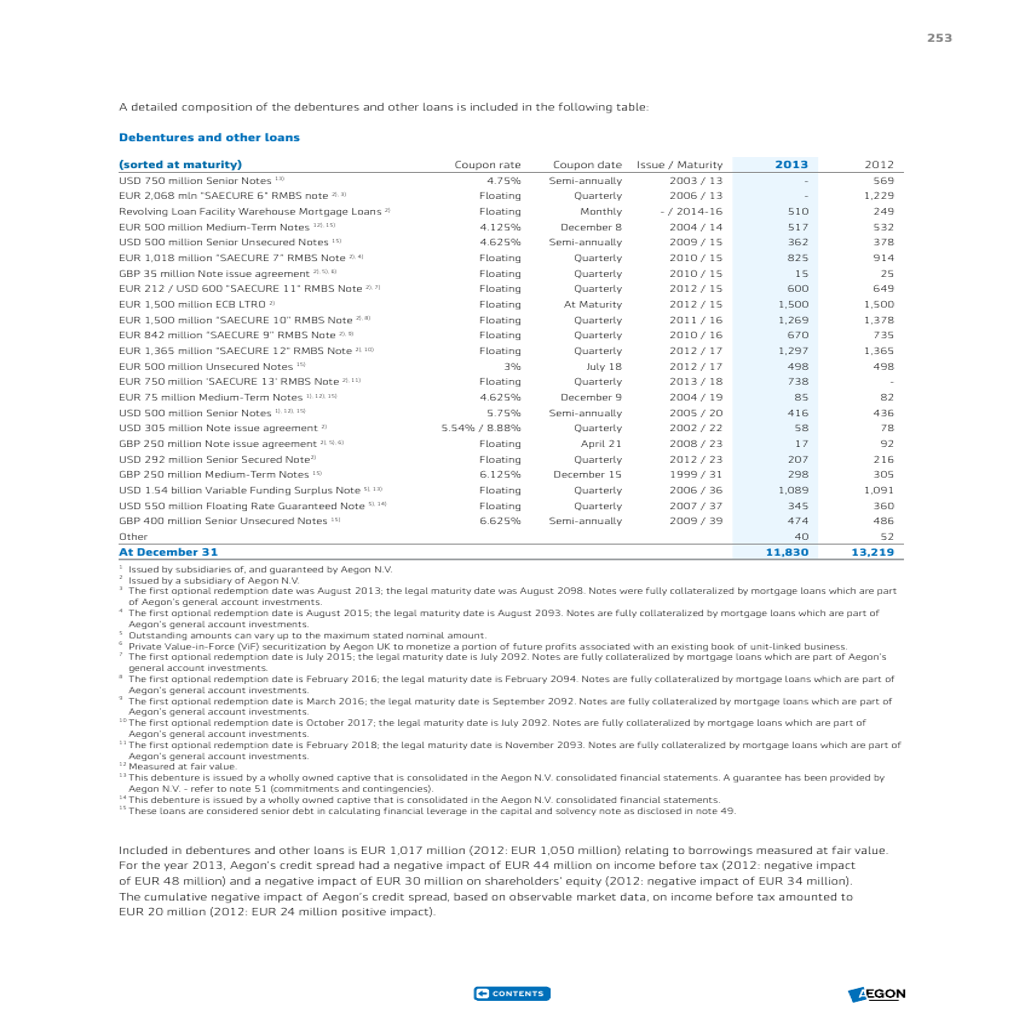 253
A detailed composition of the debentures and other loans is included in the following table:
Debentures and other loans
(sorted at maturity) Coupon rate Coupon date Issue / Maturity 2013 2012
USD 750 million Senior Notes 13) 4.75% Semi-annually 2003 / 13 - 569
EUR 2,068 mln "SAECURE 6" RMBS note 2), 3) Floating Quarterly 2006 / 13 - 1,229
Revolving Loan Facility Warehouse Mortgage Loans 2) Floating Monthly - / 2014-16 510 249
EUR 500 million Medium-Term Notes 12), 15) 4.125% December 8 2004 / 14 517 532
USD 500 million Senior Unsecured Notes 15) 4.625% Semi-annually 2009 / 15 362 378
EUR 1,018 million "SAECURE 7" RMBS Note 2), 4) Floating Quarterly 2010 / 15 825 914
GBP 35 million Note issue agreement 2), 5), 6) Floating Quarterly 2010 / 15 15 25
EUR 212 / USD 600 "SAECURE 11" RMBS Note 2), 7) Floating Quarterly 2012 / 15 600 649
EUR 1,500 million ECB LTRO 2) Floating At Maturity 2012 / 15 1,500 1,500
EUR 1,500 million "SAECURE 10" RMBS Note 2), 8) Floating Quarterly 2011 / 16 1,269 1,378
EUR 842 million "SAECURE 9" RMBS Note 2), 9) Floating Quarterly 2010 / 16 670 735
EUR 1,365 million "SAECURE 12" RMBS Note 2), 10) Floating Quarterly 2012 / 17 1,297 1,365
EUR 500 million Unsecured Notes 15) 3% July 18 2012 / 17 498 498
EUR 750 million 'SAECURE 13' RMBS Note 2), 11) Floating Quarterly 2013 / 18 738 -
EUR 75 million Medium-Term Notes 1), 12), 15) 4.625% December 9 2004 / 19 85 82
USD 500 million Senior Notes 1), 12), 15) 5.75% Semi-annually 2005 / 20 416 436
USD 305 million Note issue agreement 2) 5.54% / 8.88% Quarterly 2002 / 22 58 78
GBP 250 million Note issue agreement 2), 5), 6) Floating April 21 2008 / 23 17 92
USD 292 million Senior Secured Note2) Floating Quarterly 2012 / 23 207 216
GBP 250 million Medium-Term Notes 15) 6.125% December 15 1999 / 31 298 305
USD 1.54 billion Variable Funding Surplus Note 5), 13) Floating Quarterly 2006 / 36 1,089 1,091
USD 550 million Floating Rate Guaranteed Note 5), 14) Floating Quarterly 2007 / 37 345 360
GBP 400 million Senior Unsecured Notes 15) 6.625% Semi-annually 2009 / 39 474 486
Other 40 52
At December 31 11,830 13,219
1 Issued by subsidiaries of, and guaranteed by Aegon N.V.
2 Issued by a subsidiary of Aegon N.V.
3 The first optional redemption date was August 2013; the legal maturity date was August 2098. Notes were fully collateralized by mortgage loans which are part
of Aegon's general account investments.
4 The first optional redemption date is August 2015; the legal maturity date is August 2093. Notes are fully collateralized by mortgage loans which are part of
Aegon's general account investments.
5 Outstanding amounts can vary up to the maximum stated nominal amount.
6 Private Value-in-Force (ViF) securitization by Aegon UK to monetize a portion of future profits associated with an existing book of unit-linked business.
7 The first optional redemption date is July 2015; the legal maturity date is July 2092. Notes are fully collateralized by mortgage loans which are part of Aegon's
general account investments.
8 The first optional redemption date is February 2016; the legal maturity date is February 2094. Notes are fully collateralized by mortgage loans which are part of
Aegon's general account investments.
9 The first optional redemption date is March 2016; the legal maturity date is September 2092. Notes are fully collateralized by mortgage loans which are part of
Aegon's general account investments.
10 The first optional redemption date is October 2017; the legal maturity date is July 2092. Notes are fully collateralized by mortgage loans which are part of
Aegon's general account investments.
11 The first optional redemption date is February 2018; the legal maturity date is November 2093. Notes are fully collateralized by mortgage loans which are part of
Aegon's general account investments.
12 Measured at fair value.
13 This debenture is issued by a wholly owned captive that is consolidated in the Aegon N.V. consolidated financial statements. A guarantee has been provided by
Aegon N.V. - refer to note 51 (commitments and contingencies).
14 This debenture is issued by a wholly owned captive that is consolidated in the Aegon N.V. consolidated financial statements.
15 These loans are considered senior debt in calculating financial leverage in the capital and solvency note as disclosed in note 49.
Included in debentures and other loans is EUR 1,017 million (2012: EUR 1,050 million) relating to borrowings measured at fair value.
For the year 2013, Aegon's credit spread had a negative impact of EUR 44 million on income before tax (2012: negative impact
of EUR 48 million) and a negative impact of EUR 30 million on shareholders' equity (2012: negative impact of EUR 34 million).
The cumulative negative impact of Aegon's credit spread, based on observable market data, on income before tax amounted to
EUR 20 million (2012: EUR 24 million positive impact).
CONTENTS
AEGON